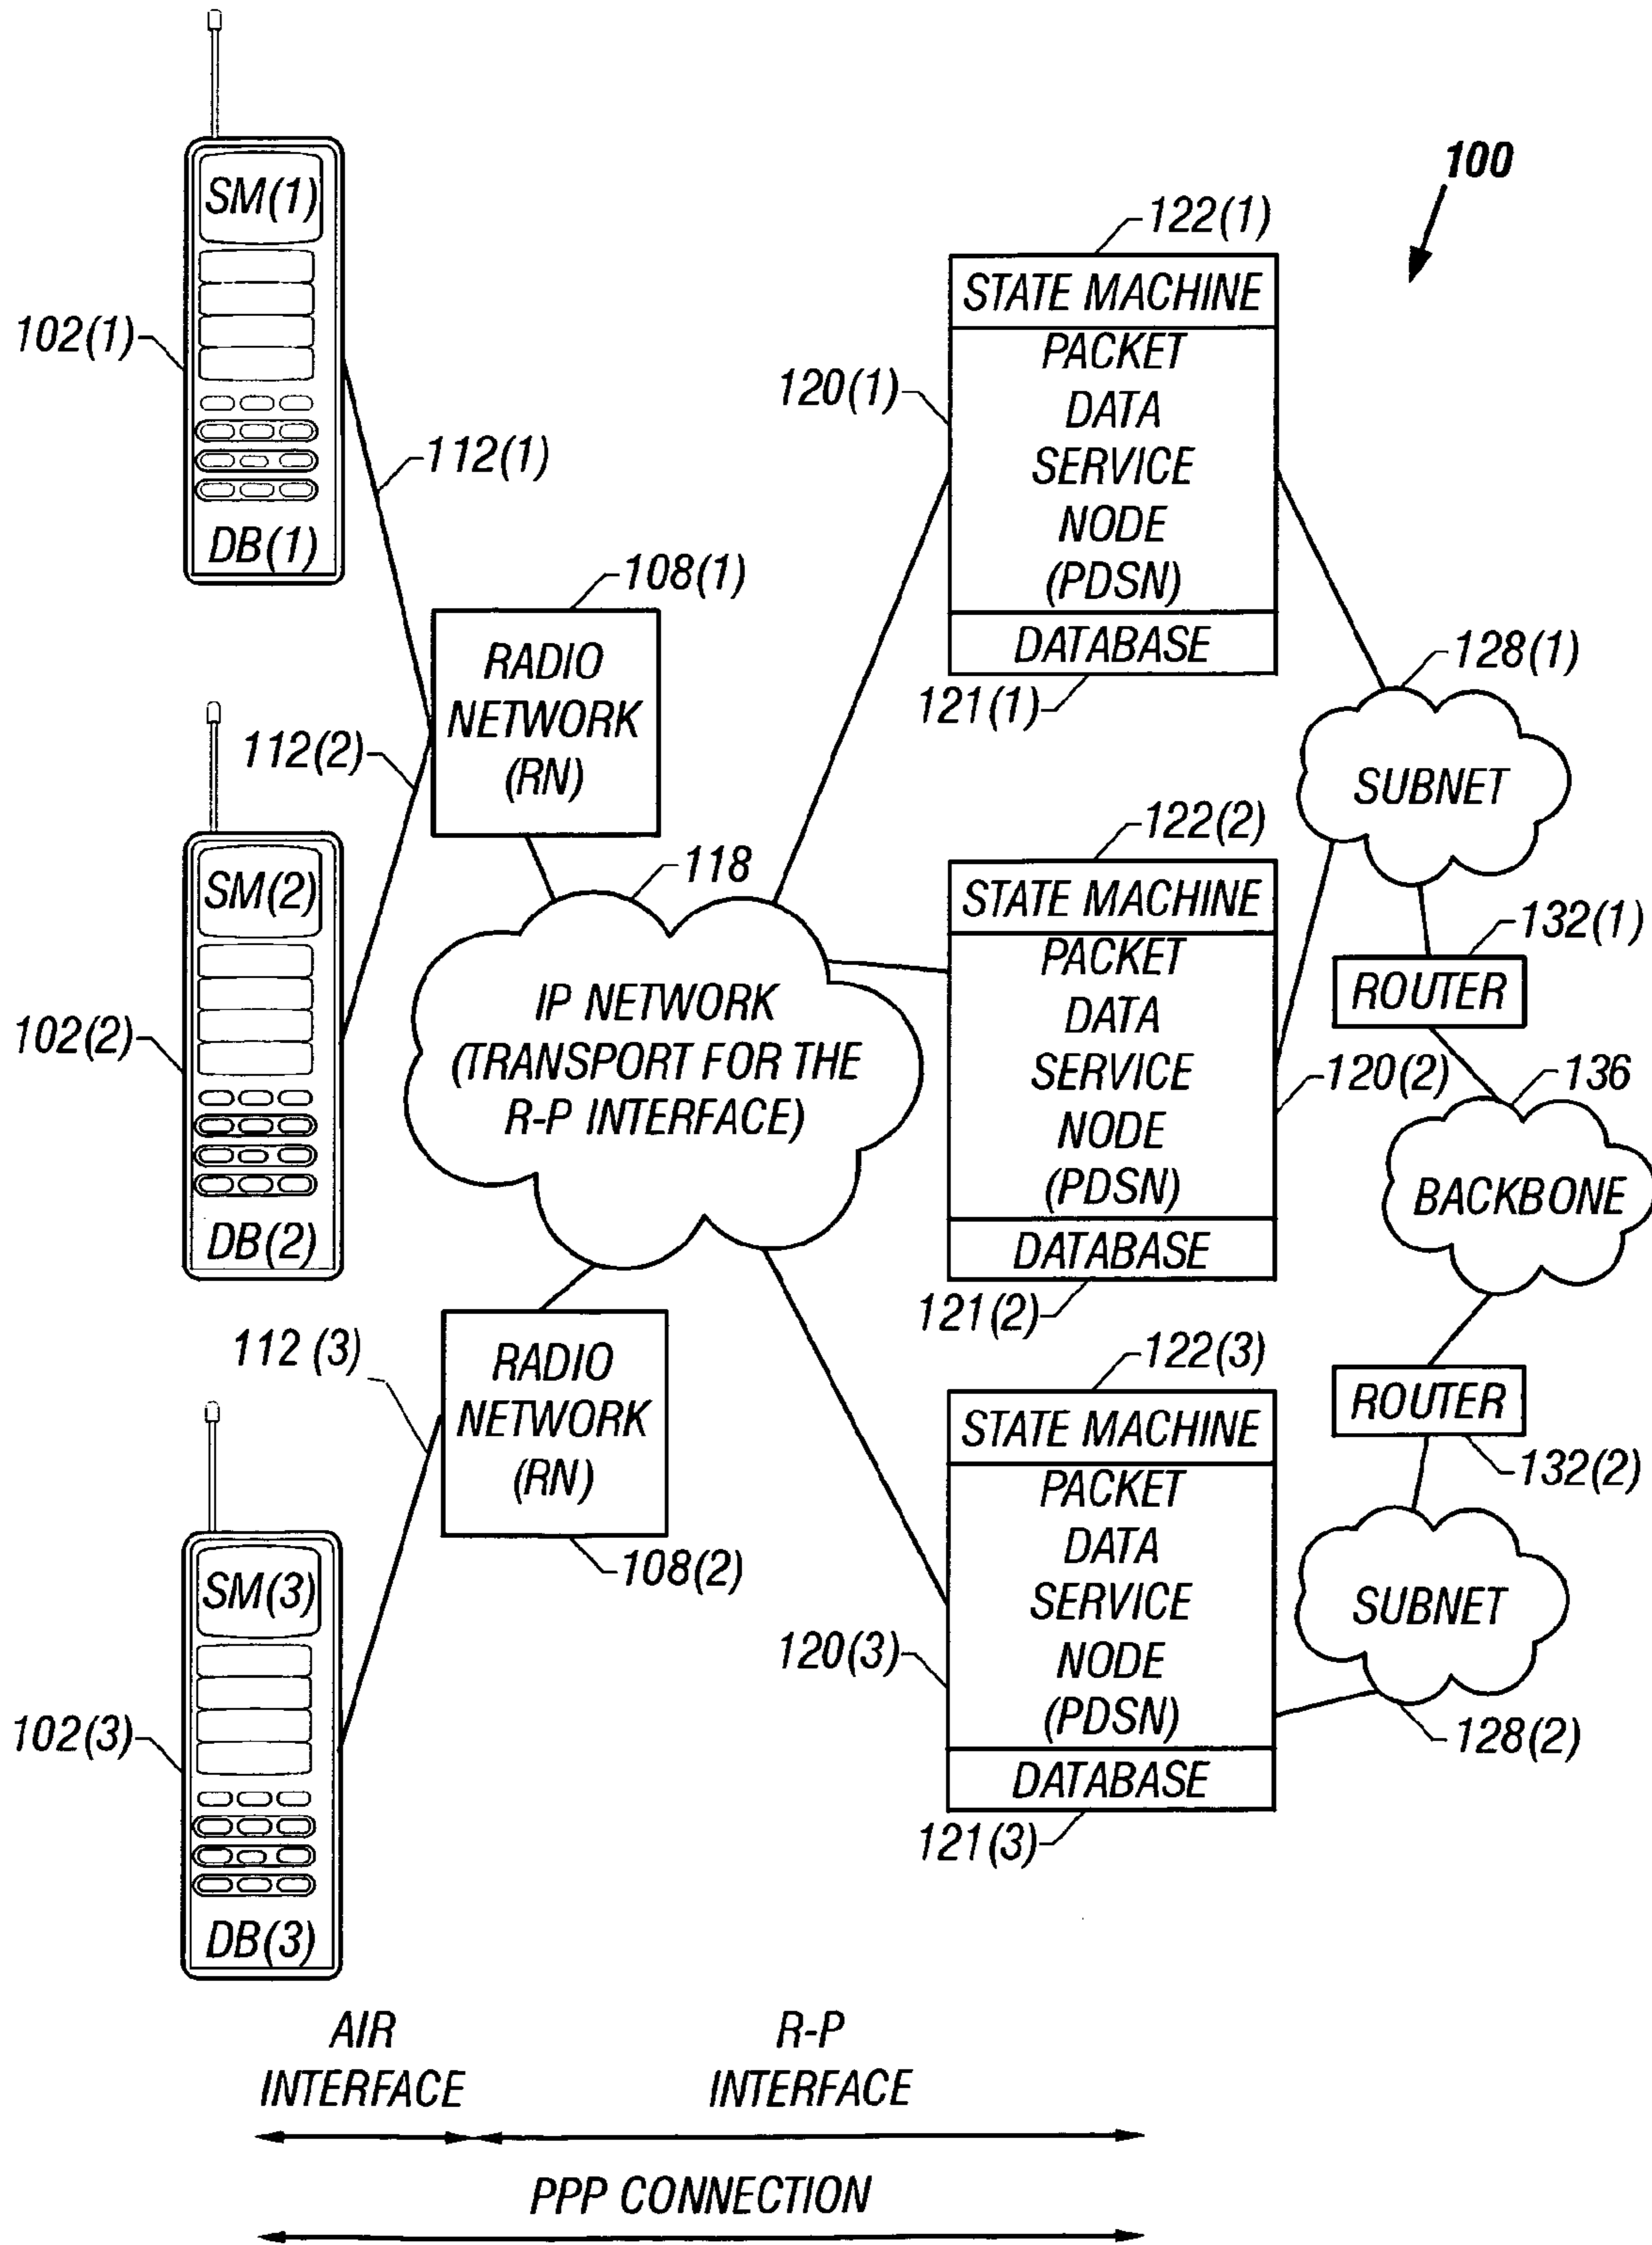 100
SM(1)
102(1)
DB(1)
112(1)
108(1)
RADIO
NETWORK
(RN)
122(1)
STATE MACHINE
120(1)
PACKET
DATA
SERVICE
NODE
(PDSN)
DATABASE
121(1)
128(1)
SUBNET
112(2)
SM(2)
102(2)
DB(2)
118
IP NETWORK
(TRANSPORT FOR THE
R-P INTERFACE)
122(2)
STATE MACHINE
PACKET
DATA
SERVICE
NODE
(PDSN)
120(2)
DATABASE
121(2)
132(1)
ROUTER
136
BACKBONE
112 (3)
RADIO
NETWORK
(RN)
108(2)
SM(3)
102(3)
DB(3)
122(3)
STATE MACHINE
PACKET
DATA
SERVICE
NODE
(PDSN)
120(3)
DATABASE
121(3)
ROUTER
132(2)
SUBNET
128(2)
AIR
INTERFACE
R-P
INTERFACE
PPP CONNECTION